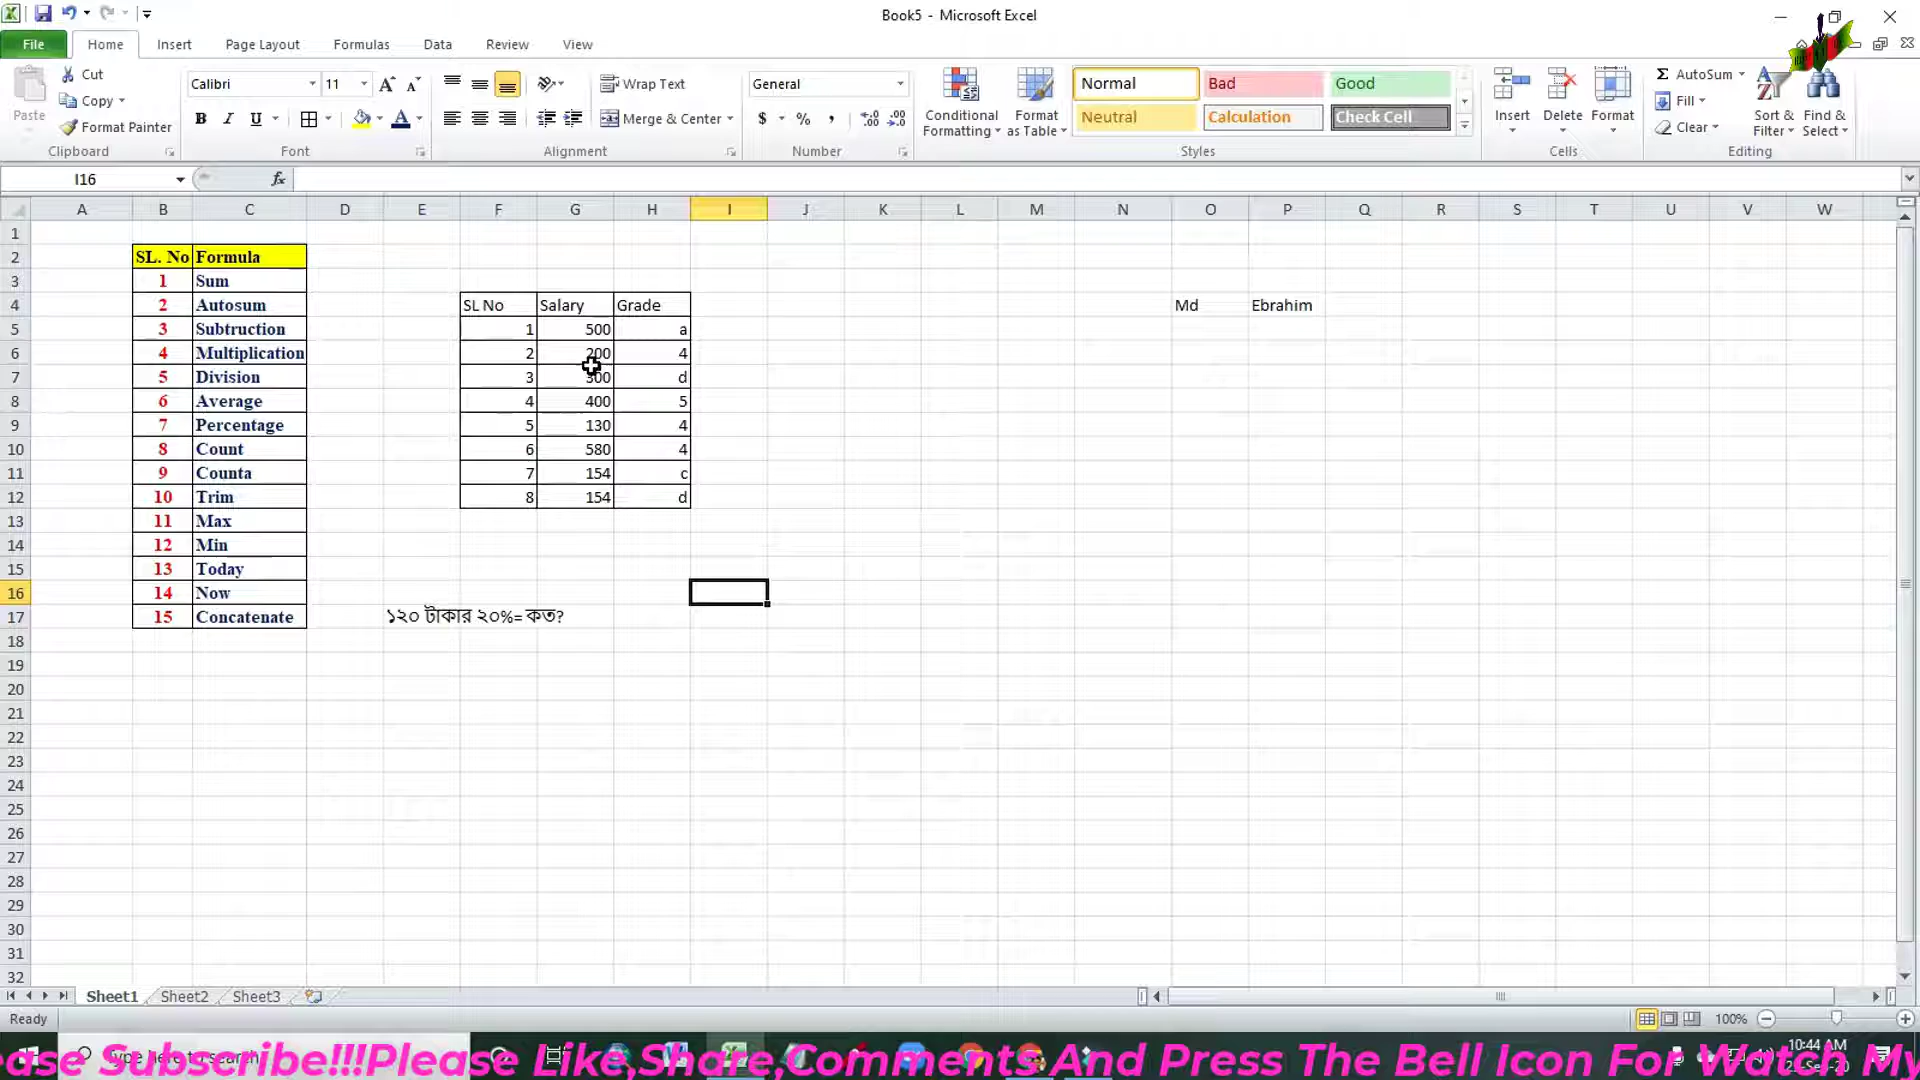 Book5 - Microsoft Excel
File Home Insert Page Layout Formulas Data Review View
Paste Cut Copy Format Painter Clipboard
Calibri 11 Font
Wrap Text Merge & Center Alignment
General Number
Conditional Formatting Format as Table
Normal Bad Good
Neutral Calculation Check Cell
Styles
Insert Delete Format Cells
AutoSum Fill Clear Sort & Filter Find & Select Editing
I16 fx
A B C D E F G H I J K L M N O P Q R S T U V W
1
2 SL. No Formula
3 1 Sum
4 2 Autosum SL No Salary Grade Md Ebrahim
5 3 Subtruction 1 500 a
6 4 Multiplication 2 200 4
7 5 Division 3 300 d
8 6 Average 4 400 5
9 7 Percentage 5 130 4
10 8 Count 6 580 4
11 9 Counta 7 154 c
12 10 Trim 8 154 d
13 11 Max
14 12 Min
15 13 Today
16 14 Now
17 15 Concatenate ১২০ টাকার ২০%= কত?
18
19
20
21
22
23
24
25
26
27
28
29
30
31
32
Sheet1 Sheet2 Sheet3
Ready 100%
ease Subscribe!!!Please Like,Share,Comments And Press The Bell Icon For Watch My
Type here to search
10:44 AM